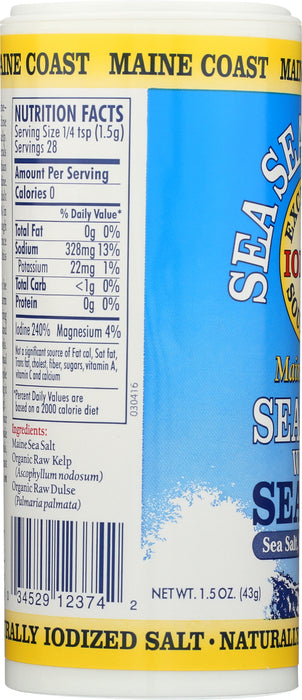 MAINE COAST MAINE COAST
NUTRITION FACTS
Serving Size 1/4 tsp (1.5g)
Servings 28
Amount Per Serving
Calories 0
% Daily Value*
Total Fat 0g 0%
Sodium 328mg 13%
Potassium 22mg 1%
Total Carb <1g 0%
Protein 0g 0%
Iodine 240% Magnesium 4%
Not a significant source of Fat cal, Sat fat,
Trans fat, cholest, fiber, sugars, vitamin A,
vitamin C and calcium
*Percent Daily Values are
based on a 2000 calorie diet
030416
Ingredients:
Maine Sea Salt
Organic Raw Kelp
(Ascophyllum nodosum)
Organic Raw Dulse
(Palmaria palmata)
34529 12374 2
SEA
SEA
SEA
Sea Salt
NET WT. 1.5 OZ. (43g)
IODIZED SALT • NATURALL